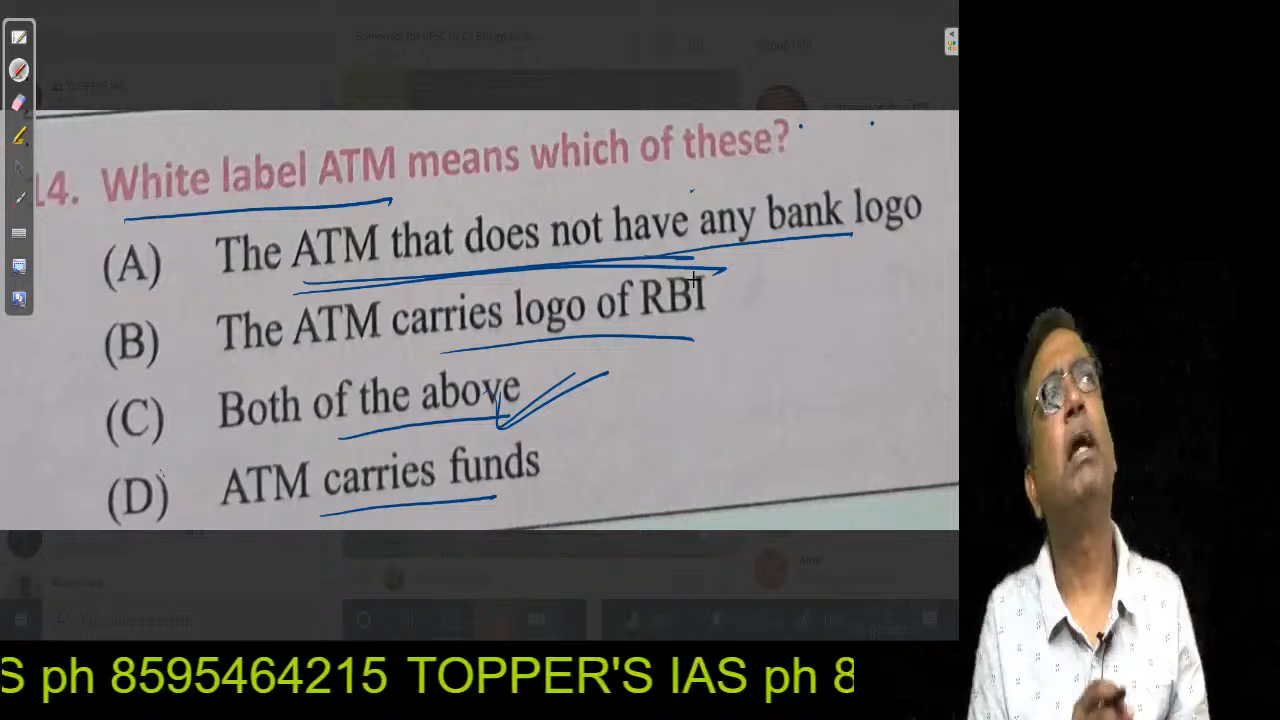 14. White label ATM means which of these?
(A) The ATM that does not have any bank logo
(B) The ATM carries logo of RBI
(C) Both of the above
(D) ATM carries funds
S ph 8595464215 TOPPER'S IAS ph 8